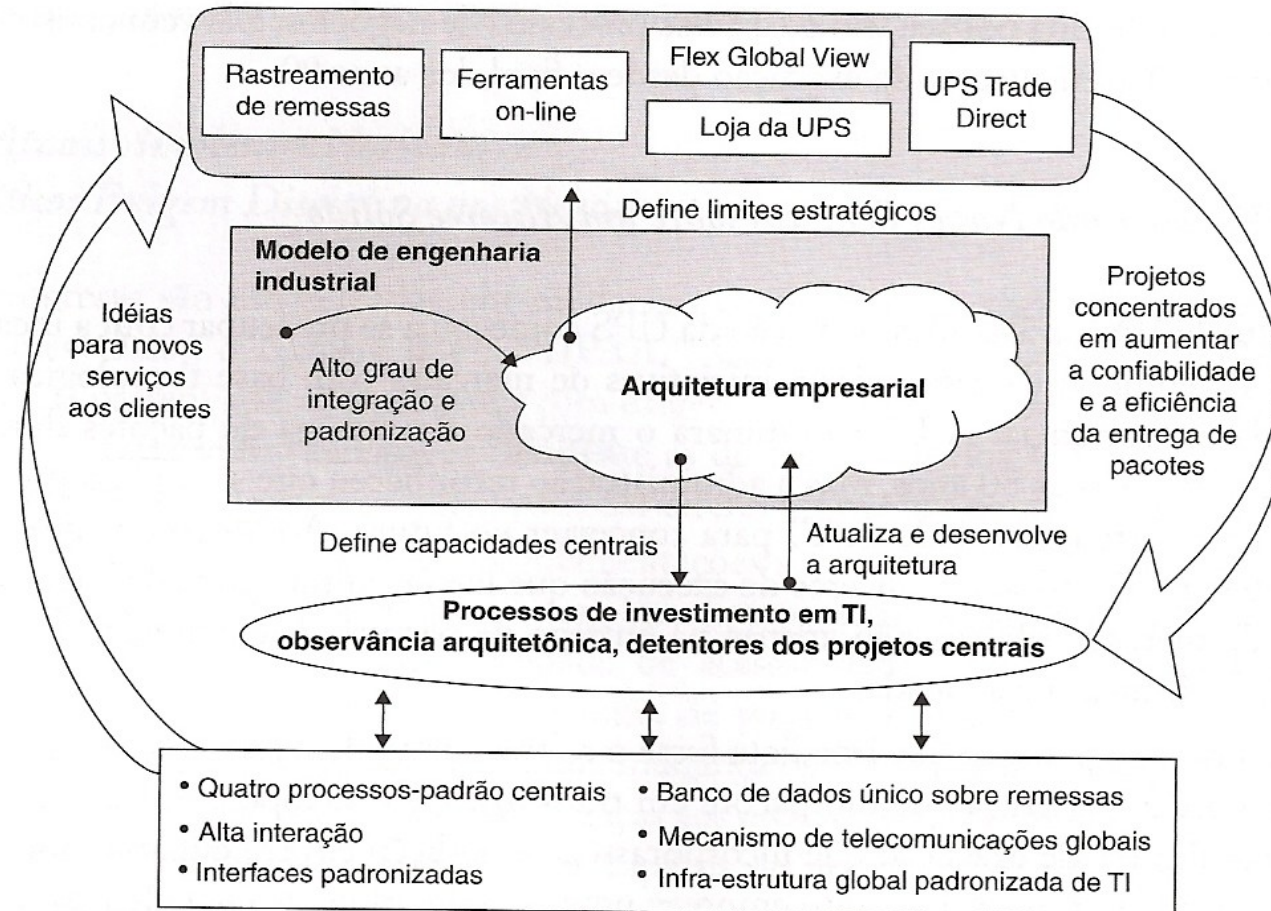 Rastreamento
de remessas
Ferramentas
on-line
Flex Global View
Loja da UPS
UPS Trade
Direct
Define limites estratégicos
Modelo de engenharia
industrial
Alto grau de
integração e
padronização
Arquitetura empresarial
Idéias
para novos
serviços
aos clientes
Projetos
concentrados
em aumentar
a confiabilidade
e a eficiência
da entrega de
pacotes
Define capacidades centrais
Atualiza e desenvolve
a arquitetura
Processos de investimento em TI,
observância arquitetônica, detentores dos projetos centrais
• Quatro processos-padrão centrais
• Alta interação
• Interfaces padronizadas
• Banco de dados único sobre remessas
• Mecanismo de telecomunicações globais
• Infra-estrutura global padronizada de TI